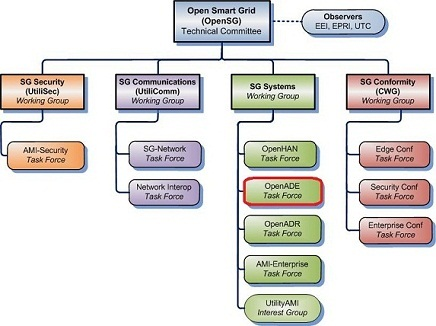 Open Smart Grid
(OpenSG)
Technical Committee
Observers
EEI, EPRI, UTC
SG Security
(UtiliSec)
Working Group
SG Communications
(UtiliComm)
Working Group
SG Systems
Working Group
SG Conformity
(CWG)
Working Group
AMI-Security
Task Force
SG-Network
Task Force
Network Interop
Task Force
OpenHAN
Task Force
OpenADE
Task Force
OpenADR
Task Force
AMI-Enterprise
Task Force
UtilityAMI
Interest Group
Edge Conf
Task Force
Security Conf
Task Force
Enterprise Conf
Task Force